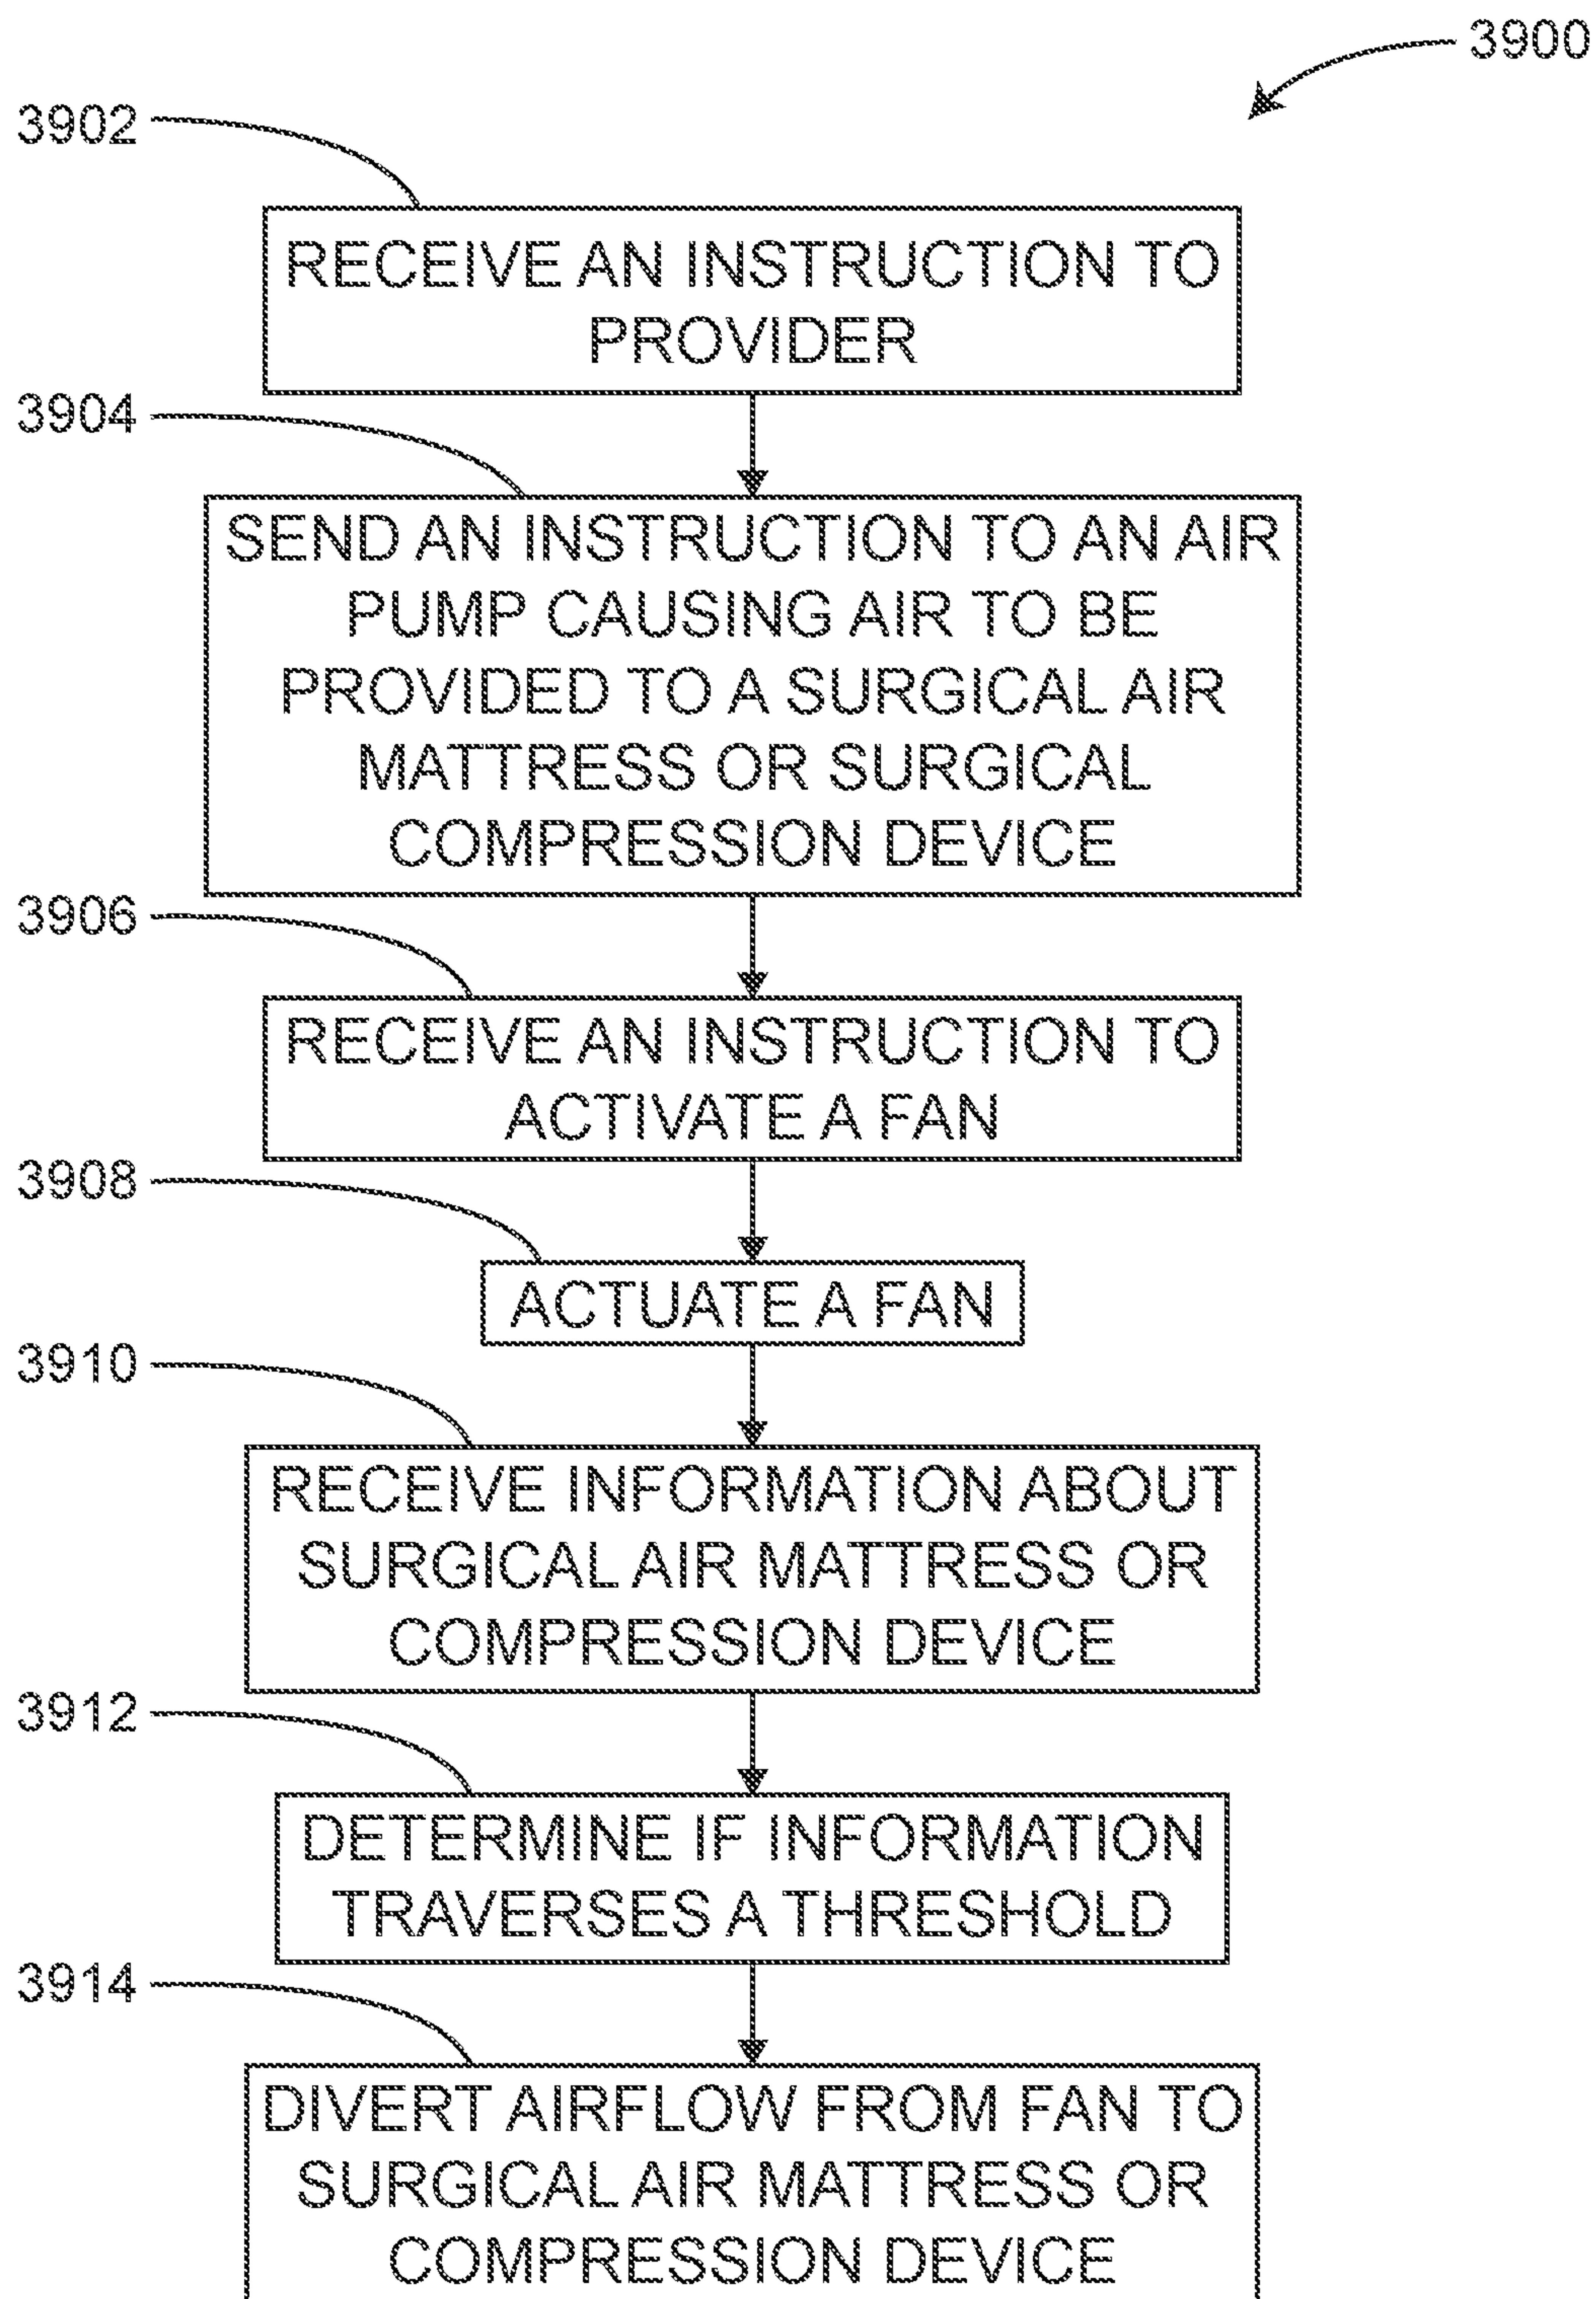 3900
3902
RECEIVE AN INSTRUCTION TO
PROVIDER
3904
SEND AN INSTRUCTION TO AN AIR
PUMP CAUSING AIR TO BE
PROVIDED TO A SURGICAL AIR
MATTRESS OR SURGICAL
COMPRESSION DEVICE
3906
RECEIVE AN INSTRUCTION TO
ACTIVATE A FAN
3908
ACTUATE A FAN
3910
RECEIVE INFORMATION ABOUT
SURGICAL AIR MATTRESS OR
COMPRESSION DEVICE
3912
DETERMINE IF INFORMATION
TRAVERSES A THRESHOLD
3914
DIVERT AIRFLOW FROM FAN TO
SURGICAL AIR MATTRESS OR
COMPRESSION DEVICE